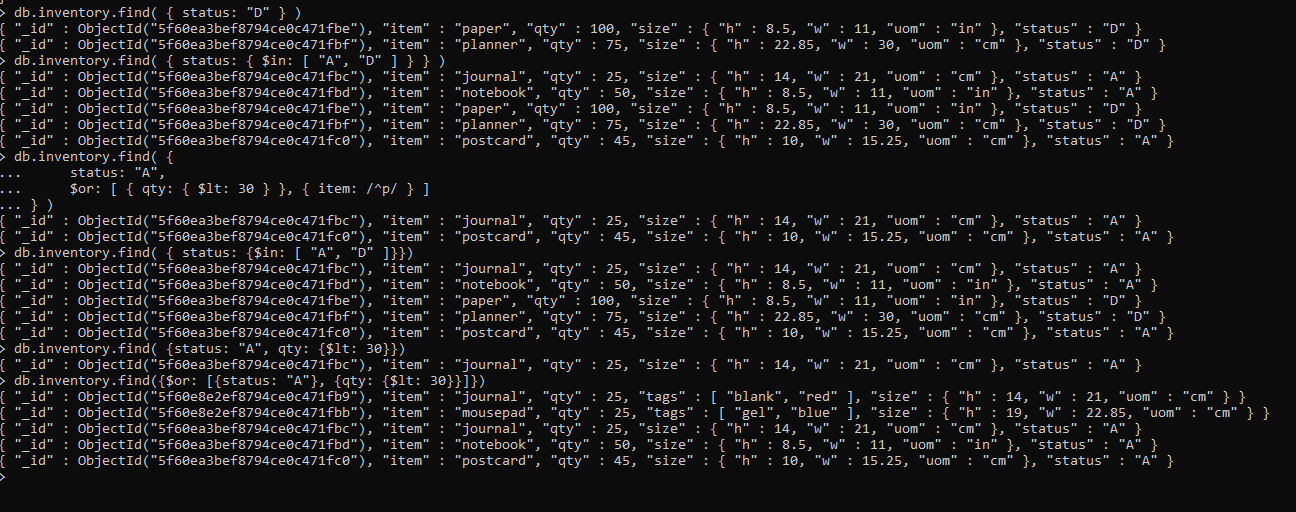 > db.inventory.find( { status: "D" } )
{ "_id" : ObjectId("5f60ea3bef8794ce0c471fbe"), "item" : "paper", "qty" : 100, "size" : { "h" : 8.5, "w" : 11, "uom" : "in" }, "status" : "D" }
{ "_id" : ObjectId("5f60ea3bef8794ce0c471fbf"), "item" : "planner", "qty" : 75, "size" : { "h" : 22.85, "w" : 30, "uom" : "cm" }, "status" : "D" }
> db.inventory.find( { status: { $in: [ "A", "D" ] } } )
{ "_id" : ObjectId("5f60ea3bef8794ce0c471fbc"), "item" : "journal", "qty" : 25, "size" : { "h" : 14, "w" : 21, "uom" : "cm" }, "status" : "A" }
{ "_id" : ObjectId("5f60ea3bef8794ce0c471fbd"), "item" : "notebook", "qty" : 50, "size" : { "h" : 8.5, "w" : 11, "uom" : "in" }, "status" : "A" }
{ "_id" : ObjectId("5f60ea3bef8794ce0c471fbe"), "item" : "paper", "qty" : 100, "size" : { "h" : 8.5, "w" : 11, "uom" : "in" }, "status" : "D" }
{ "_id" : ObjectId("5f60ea3bef8794ce0c471fbf"), "item" : "planner", "qty" : 75, "size" : { "h" : 22.85, "w" : 30, "uom" : "cm" }, "status" : "D" }
{ "_id" : ObjectId("5f60ea3bef8794ce0c471fc0"), "item" : "postcard", "qty" : 45, "size" : { "h" : 10, "w" : 15.25, "uom" : "cm" }, "status" : "A" }
> db.inventory.find( {
...      status: "A",
...      $or: [ { qty: { $lt: 30 } }, { item: /^p/ } ]
... } )
{ "_id" : ObjectId("5f60ea3bef8794ce0c471fbc"), "item" : "journal", "qty" : 25, "size" : { "h" : 14, "w" : 21, "uom" : "cm" }, "status" : "A" }
{ "_id" : ObjectId("5f60ea3bef8794ce0c471fc0"), "item" : "postcard", "qty" : 45, "size" : { "h" : 10, "w" : 15.25, "uom" : "cm" }, "status" : "A" }
> db.inventory.find( { status: {$in: [ "A", "D" ]}})
{ "_id" : ObjectId("5f60ea3bef8794ce0c471fbc"), "item" : "journal", "qty" : 25, "size" : { "h" : 14, "w" : 21, "uom" : "cm" }, "status" : "A" }
{ "_id" : ObjectId("5f60ea3bef8794ce0c471fbd"), "item" : "notebook", "qty" : 50, "size" : { "h" : 8.5, "w" : 11, "uom" : "in" }, "status" : "A" }
{ "_id" : ObjectId("5f60ea3bef8794ce0c471fbe"), "item" : "paper", "qty" : 100, "size" : { "h" : 8.5, "w" : 11, "uom" : "in" }, "status" : "D" }
{ "_id" : ObjectId("5f60ea3bef8794ce0c471fbf"), "item" : "planner", "qty" : 75, "size" : { "h" : 22.85, "w" : 30, "uom" : "cm" }, "status" : "D" }
{ "_id" : ObjectId("5f60ea3bef8794ce0c471fc0"), "item" : "postcard", "qty" : 45, "size" : { "h" : 10, "w" : 15.25, "uom" : "cm" }, "status" : "A" }
> db.inventory.find( {status: "A", qty: {$lt: 30}})
{ "_id" : ObjectId("5f60ea3bef8794ce0c471fbc"), "item" : "journal", "qty" : 25, "size" : { "h" : 14, "w" : 21, "uom" : "cm" }, "status" : "A" }
> db.inventory.find({$or: [{status: "A"}, {qty: {$lt: 30}}]})
{ "_id" : ObjectId("5f60e8e2ef8794ce0c471fb9"), "item" : "journal", "qty" : 25, "tags" : [ "blank", "red" ], "size" : { "h" : 14, "w" : 21, "uom" : "cm" } }
{ "_id" : ObjectId("5f60e8e2ef8794ce0c471fbb"), "item" : "mousepad", "qty" : 25, "tags" : [ "gel", "blue" ], "size" : { "h" : 19, "w" : 22.85, "uom" : "cm" } }
{ "_id" : ObjectId("5f60ea3bef8794ce0c471fbc"), "item" : "journal", "qty" : 25, "size" : { "h" : 14, "w" : 21, "uom" : "cm" }, "status" : "A" }
{ "_id" : ObjectId("5f60ea3bef8794ce0c471fbd"), "item" : "notebook", "qty" : 50, "size" : { "h" : 8.5, "w" : 11, "uom" : "in" }, "status" : "A" }
{ "_id" : ObjectId("5f60ea3bef8794ce0c471fc0"), "item" : "postcard", "qty" : 45, "size" : { "h" : 10, "w" : 15.25, "uom" : "cm" }, "status" : "A" }
>